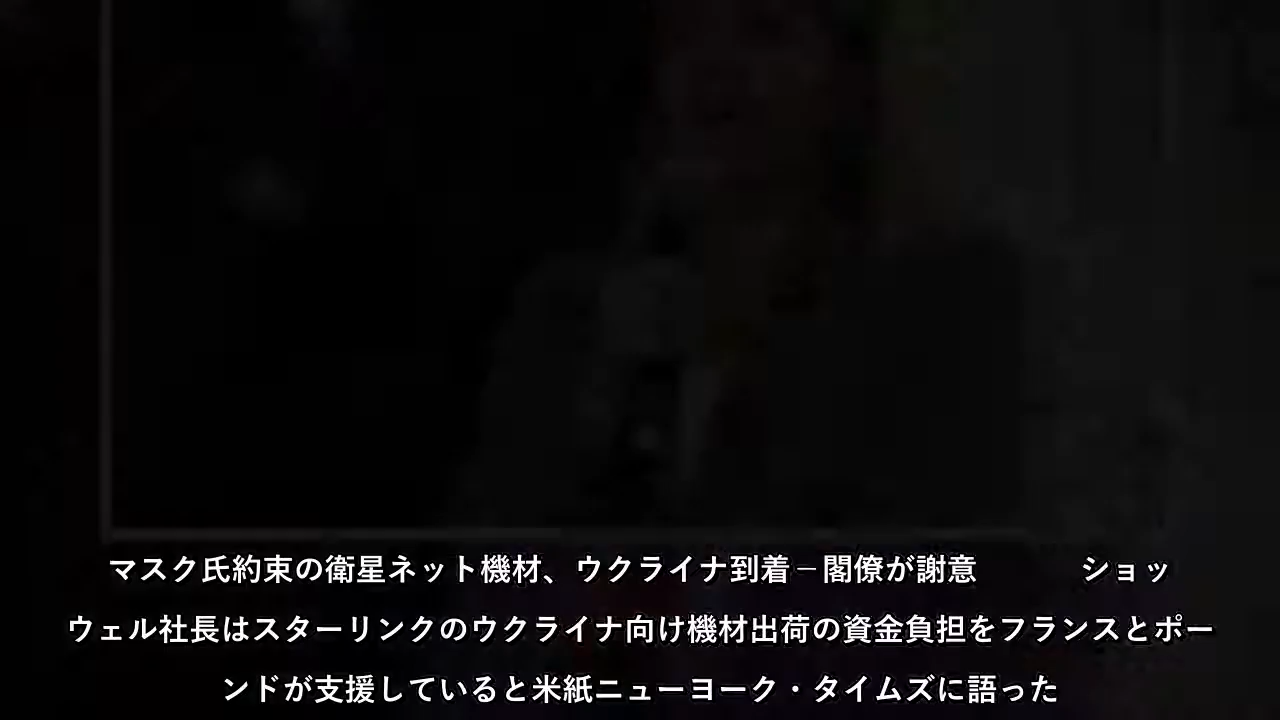 マスク氏約束の衛星ネット機材、ウクライナ到着－閣僚が謝意　　　ショッ
ウェル社長はスターリンクのウクライナ向け機材出荷の資金負担をフランスとポー
ンドが支援していると米紙ニューヨーク・タイムズに語った